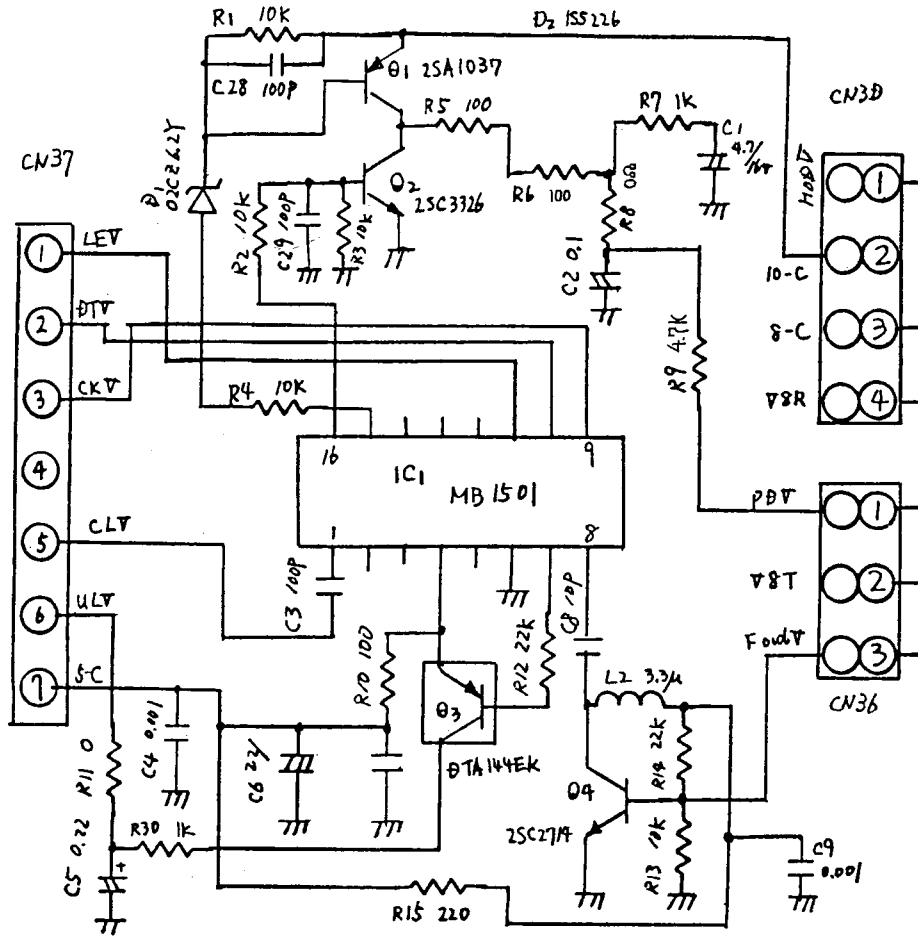 R1 10K
D2 1SS226
C28 100P
Q1 2SA1037
CN3D
R5 100
R7 1K
C1
4.7/16V
CN37
D1
02CZ6.2Y
Q2
2SC3326
R6 100
R8
R2 10K
C29 100P
R3 10K
C2 0.1
1
LEV
2
DTV
3
CKV
4
5
CLV
6
ULV
7
5-C
1
10-C
2
8-C
3
V8R
4
R9 4.7K
R4 10K
16
9
IC1
MB1501
1
8
PDV
1
V8T
2
3
CN36
C3 100P
C8 10P
R10 100
R12 22K
L2 3.3μ
Q3
DTA144EK
C4 0.001
C6 22/
R11 0
R14 22K
Q4
2SC2714
R13 10K
C9
0.001
R30 1K
C5 0.22
+
R15 220